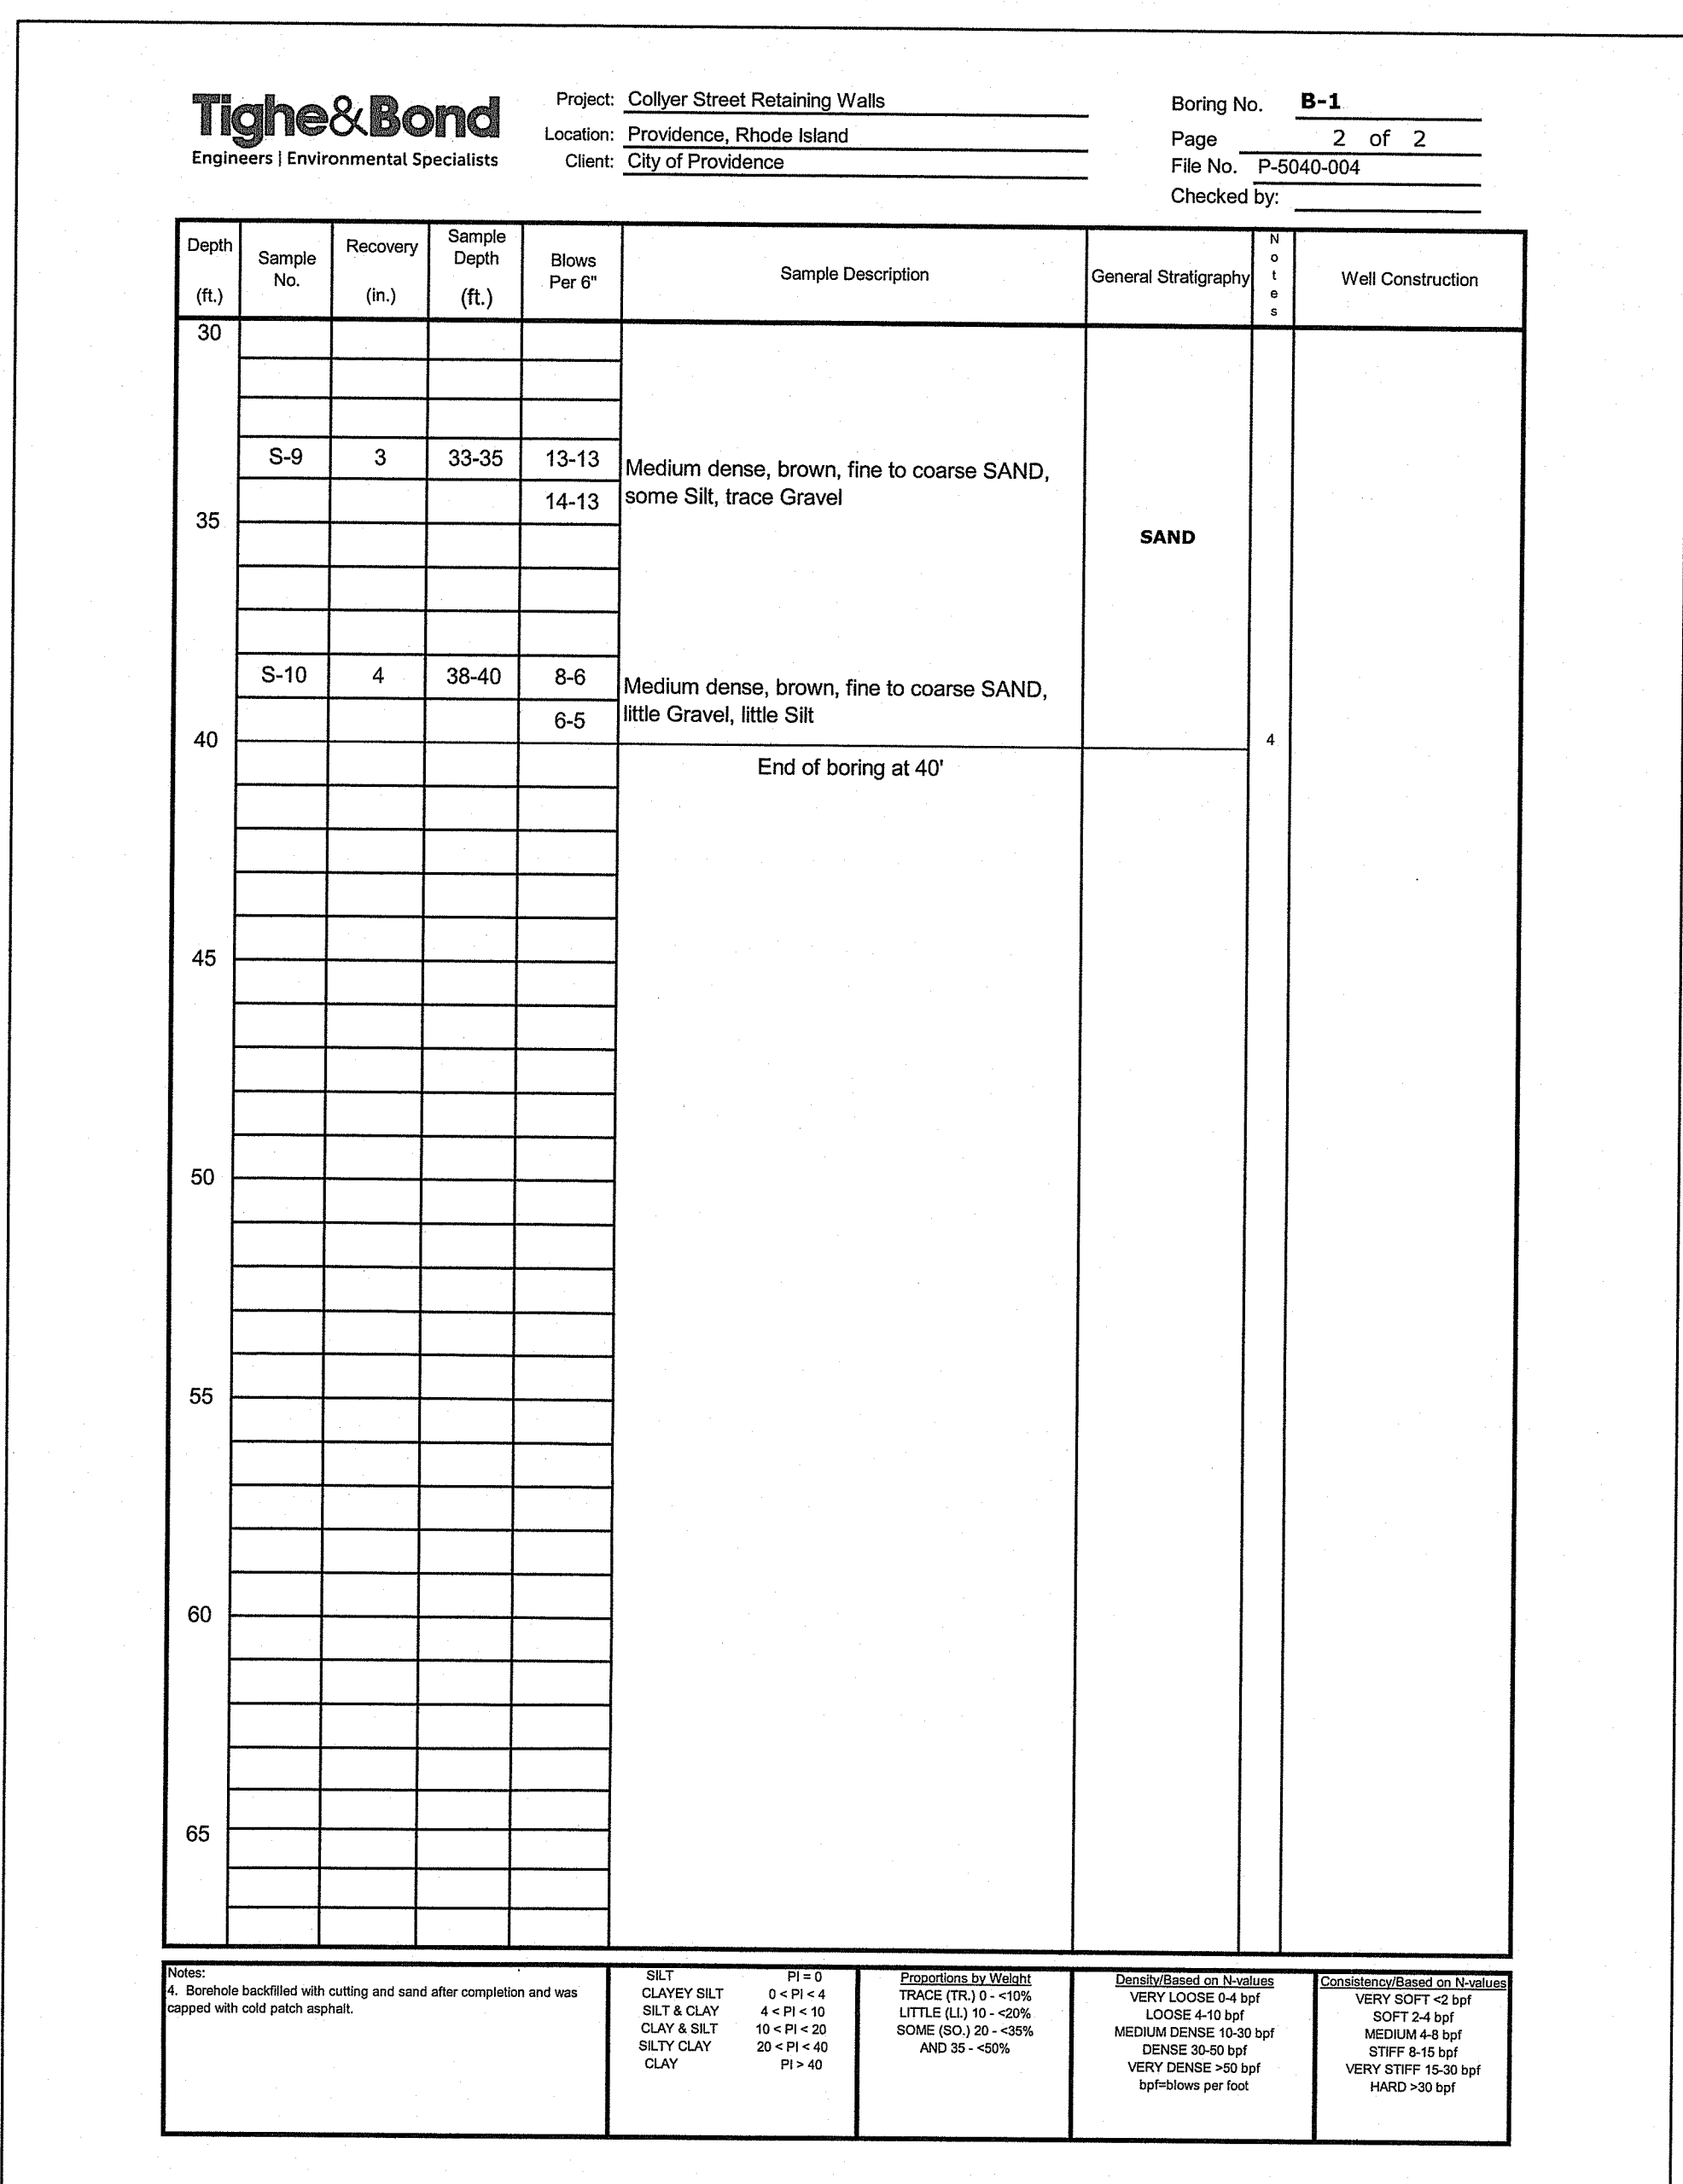 Tighe&Bond
Engineers | Environmental Specialists
Project: Collyer Street Retaining Walls
Location: Providence, Rhode Island
Client: City of Providence
Boring No. B-1
Page 2 of 2
File No. P-5040-004
Checked by:
Depth (ft.) Sample No. Recovery (in.) Sample Depth (ft.) Blows Per 6" Sample Description General Stratigraphy Notes Well Construction
30
S-9 3 33-35 13-13 Medium dense, brown, fine to coarse SAND,
14-13 some Silt, trace Gravel
35
SAND
S-10 4 38-40 8-6 Medium dense, brown, fine to coarse SAND,
6-5 little Gravel, little Silt
40 4
End of boring at 40'
45
50
55
60
65
Notes:
4. Borehole backfilled with cutting and sand after completion and was
capped with cold patch asphalt.
SILT PI = 0
CLAYEY SILT 0 < PI < 4
SILT & CLAY 4 < PI < 10
CLAY & SILT 10 < PI < 20
SILTY CLAY 20 < PI < 40
CLAY PI > 40
Proportions by Weight
TRACE (TR.) 0 - <10%
LITTLE (LI.) 10 - <20%
SOME (SO.) 20 - <35%
AND 35 - <50%
Density/Based on N-values
VERY LOOSE 0-4 bpf
LOOSE 4-10 bpf
MEDIUM DENSE 10-30 bpf
DENSE 30-50 bpf
VERY DENSE >50 bpf
bpf=blows per foot
Consistency/Based on N-values
VERY SOFT <2 bpf
SOFT 2-4 bpf
MEDIUM 4-8 bpf
STIFF 8-15 bpf
VERY STIFF 15-30 bpf
HARD >30 bpf